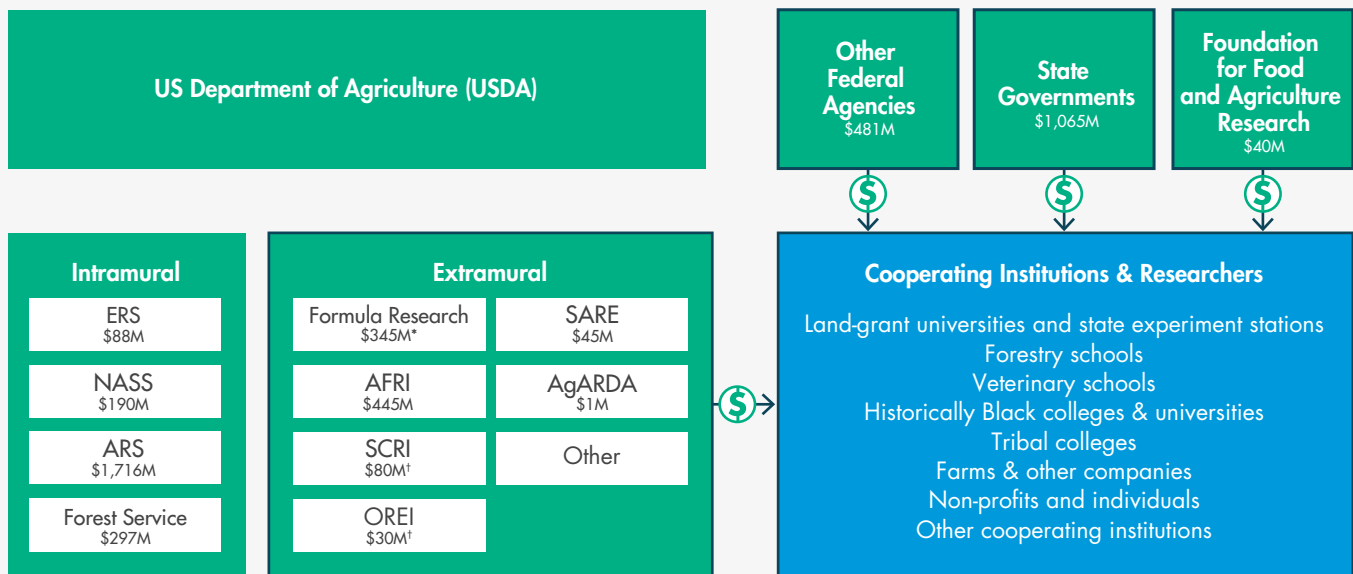 US Department of Agriculture (USDA)
Other
Federal
Agencies
$481M
State
Governments
$1,065M
Foundation
for Food
and Agriculture
Research
$40M
$
$
$
Intramural
ERS
$88M
NASS
$190M
ARS
$1,716M
Forest Service
$297M
Extramural
Formula Research
$345M*
AFRI
$445M
SCRI
$80M†
OREI
$30M†
SARE
$45M
AgARDA
$1M
Other
$
Cooperating Institutions & Researchers
Land-grant universities and state experiment stations
Forestry schools
Veterinary schools
Historically Black colleges & universities
Tribal colleges
Farms & other companies
Non-profits and individuals
Other cooperating institutions